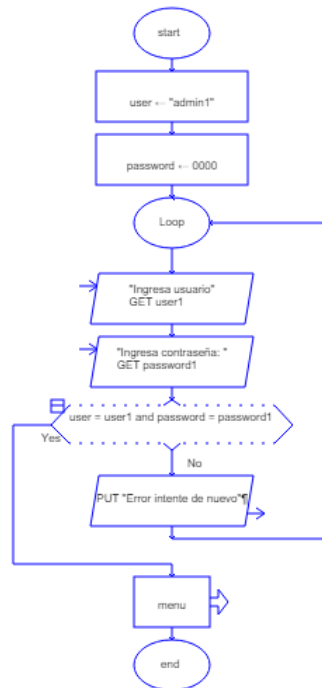 start
user ← "admin1"
password ← 0000
Loop
"Ingresa usuario"
GET user1
"Ingresa contraseña: "
GET password1
user = user1 and password = password1
Yes
No
PUT "Error intente de nuevo"¶
menu
end